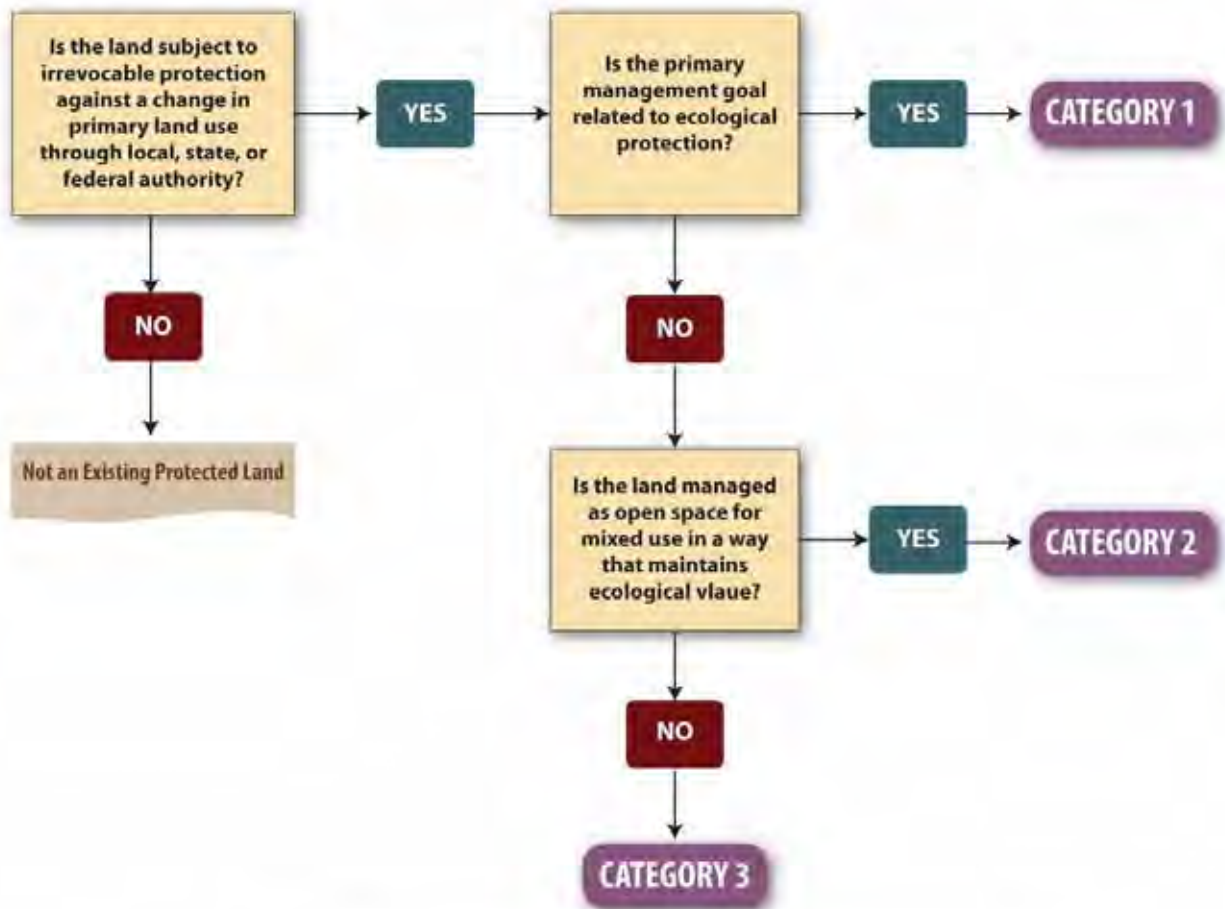 Is the land subject to
irrevocable protection
against a change in
primary land use
through local, state, or
federal authority?
YES
Is the primary
management goal
related to ecological
protection?
YES
CATEGORY 1
NO
NO
Not an Existing Protected Land
Is the land managed
as open space for
mixed use in a way
that maintains
ecological vlaue?
YES
CATEGORY 2
NO
CATEGORY 3